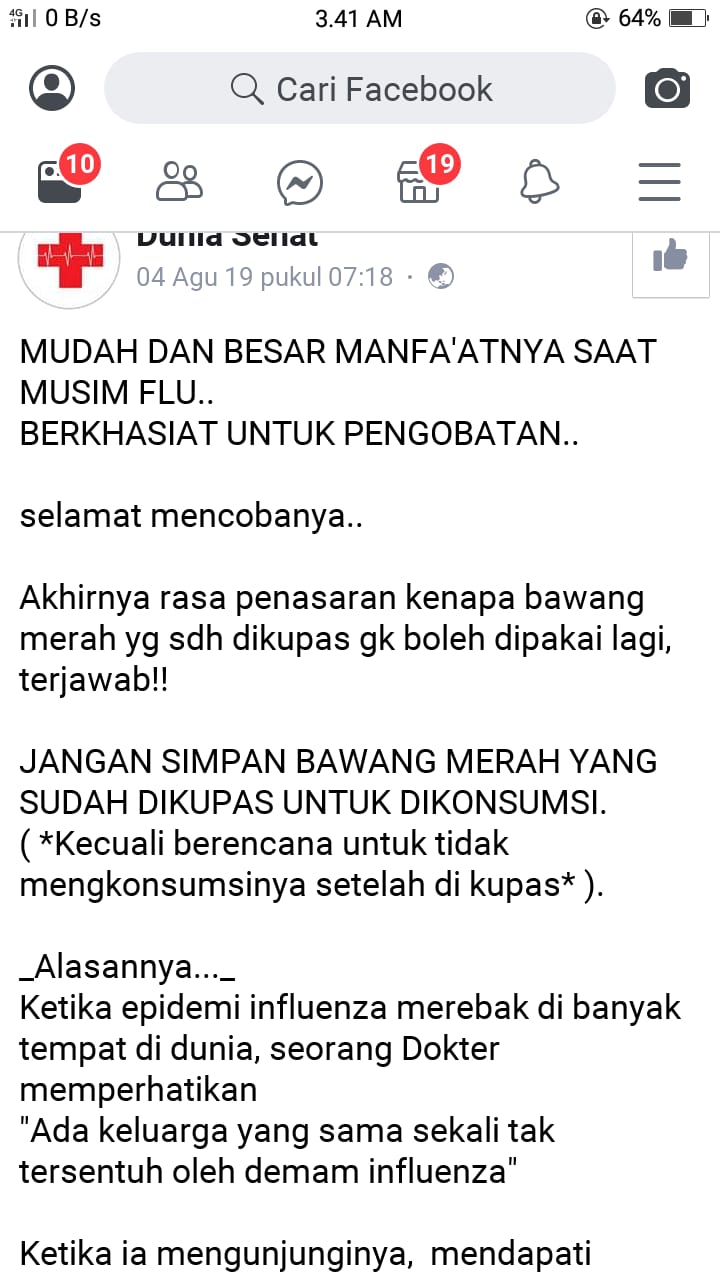 4G 0 B/s 3.41 AM 64%
Cari Facebook
10 19
Dunia Sehat
04 Agu 19 pukul 07:18 ·
MUDAH DAN BESAR MANFA'ATNYA SAAT
MUSIM FLU..
BERKHASIAT UNTUK PENGOBATAN..
selamat mencobanya..
Akhirnya rasa penasaran kenapa bawang
merah yg sdh dikupas gk boleh dipakai lagi,
terjawab!!
JANGAN SIMPAN BAWANG MERAH YANG
SUDAH DIKUPAS UNTUK DIKONSUMSI.
( *Kecuali berencana untuk tidak
mengkonsumsinya setelah di kupas* ).
_Alasannya..._
Ketika epidemi influenza merebak di banyak
tempat di dunia, seorang Dokter
memperhatikan
"Ada keluarga yang sama sekali tak
tersentuh oleh demam influenza"
Ketika ia mengunjunginya,  mendapati